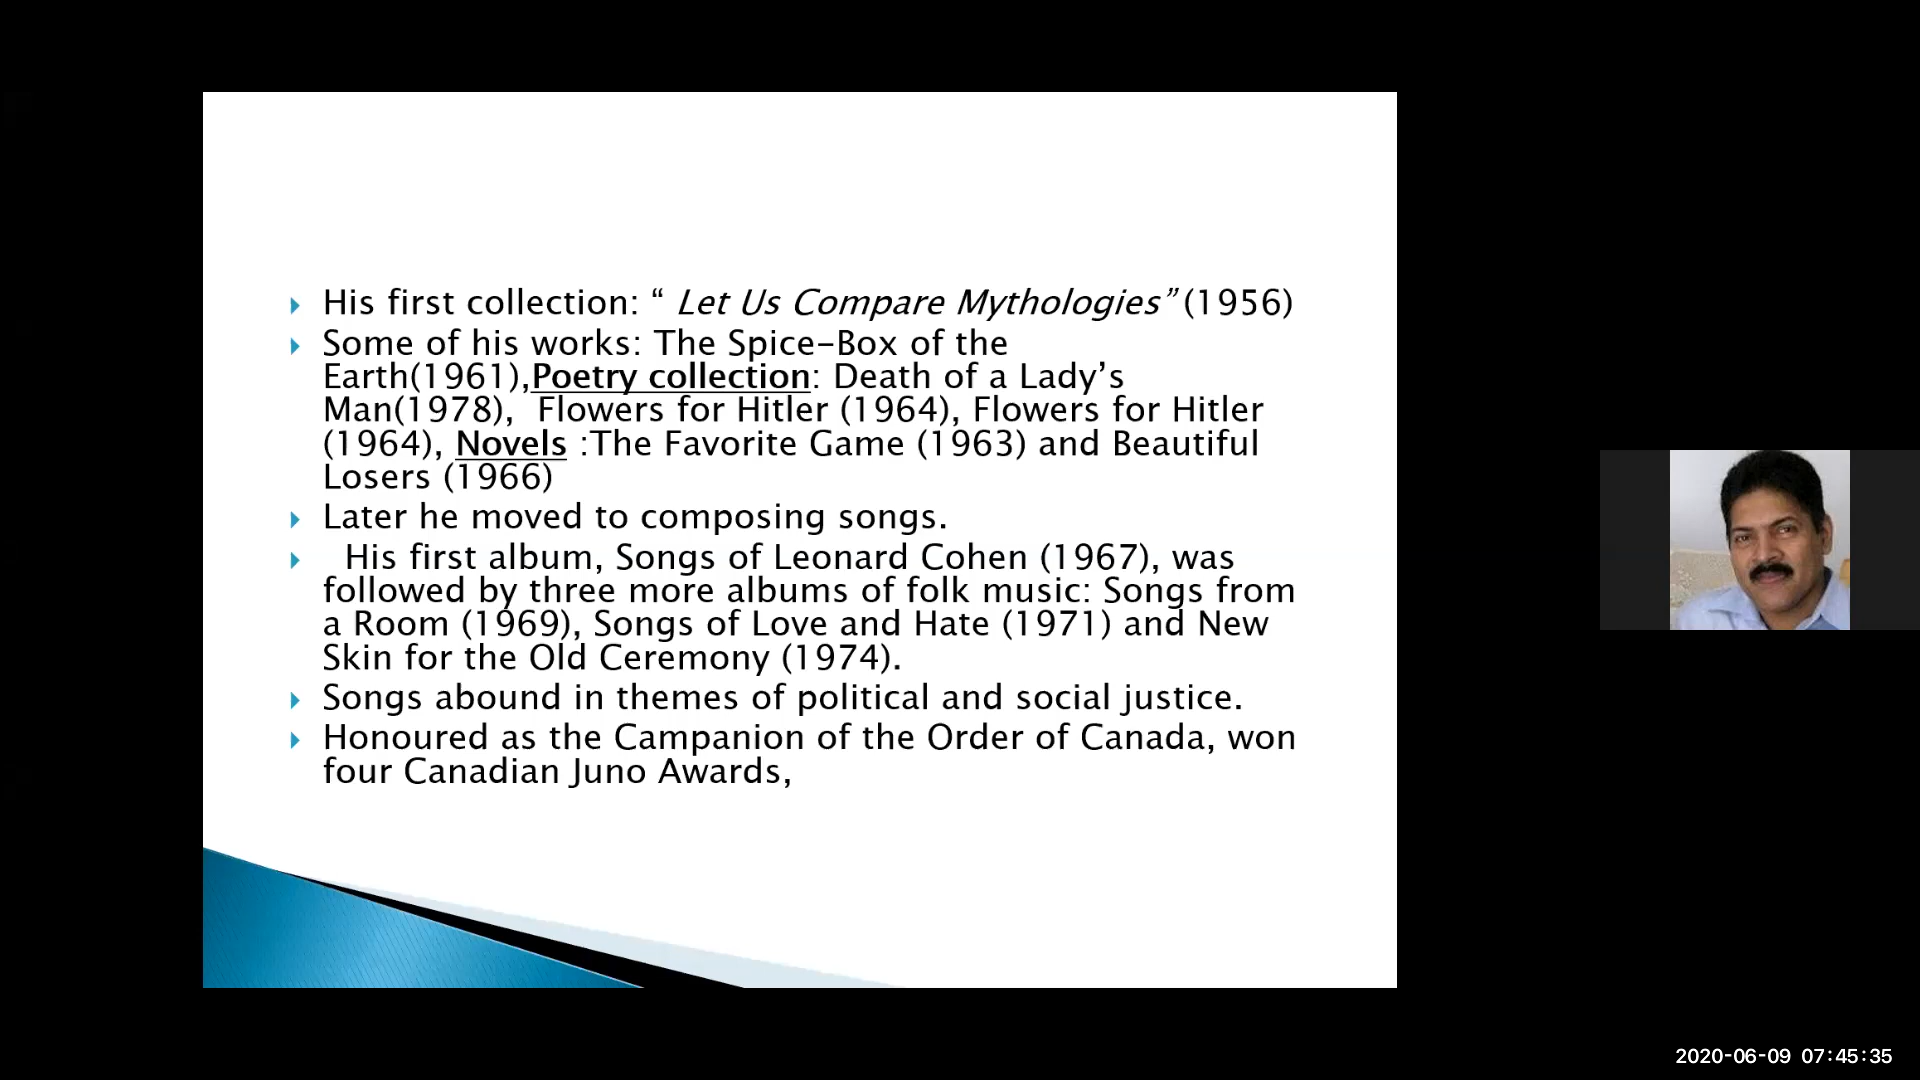 His first collection: “ Let Us Compare Mythologies”(1956)
Some of his works: The Spice-Box of the
Earth(1961),Poetry collection: Death of a Lady’s
Man(1978),  Flowers for Hitler (1964), Flowers for Hitler
(1964), Novels :The Favorite Game (1963) and Beautiful
Losers (1966)
Later he moved to composing songs.
His first album, Songs of Leonard Cohen (1967), was
followed by three more albums of folk music: Songs from
a Room (1969), Songs of Love and Hate (1971) and New
Skin for the Old Ceremony (1974).
Songs abound in themes of political and social justice.
Honoured as the Campanion of the Order of Canada, won
four Canadian Juno Awards,
2020-06-09 07:45:35